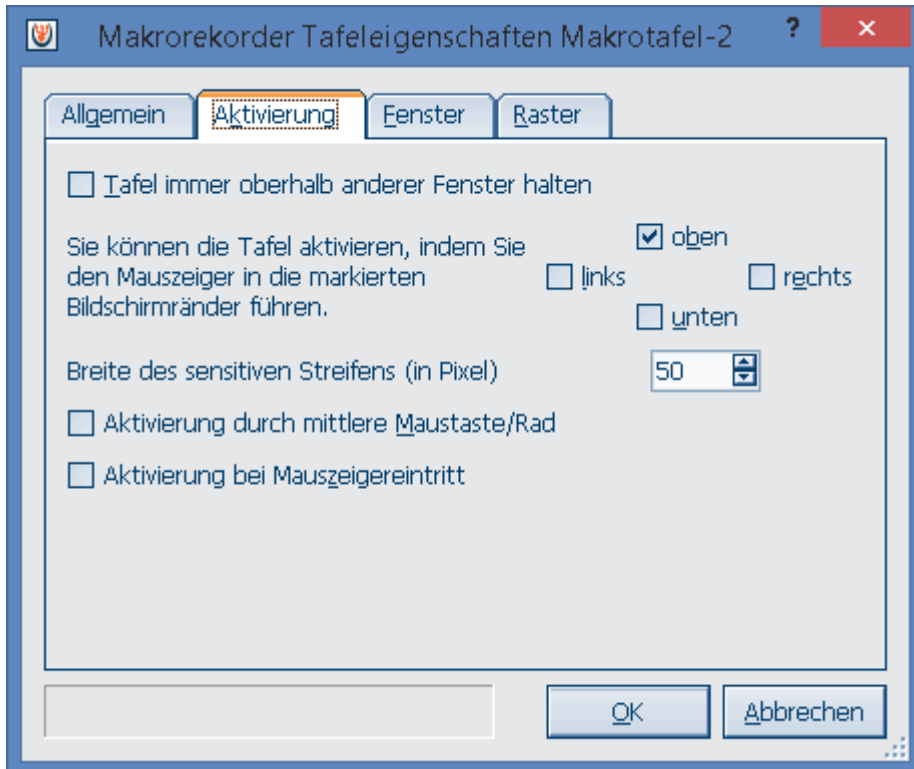 Makrorekorder Tafeleigenschaften Makrotafel-2 ?
Allgemein Aktivierung Fenster Raster
Tafel immer oberhalb anderer Fenster halten
Sie können die Tafel aktivieren, indem Sie
den Mauszeiger in die markierten
Bildschirmränder führen.
oben
links rechts
unten
Breite des sensitiven Streifens (in Pixel) 50
Aktivierung durch mittlere Maustaste/Rad
Aktivierung bei Mauszeigereintritt
OK Abbrechen